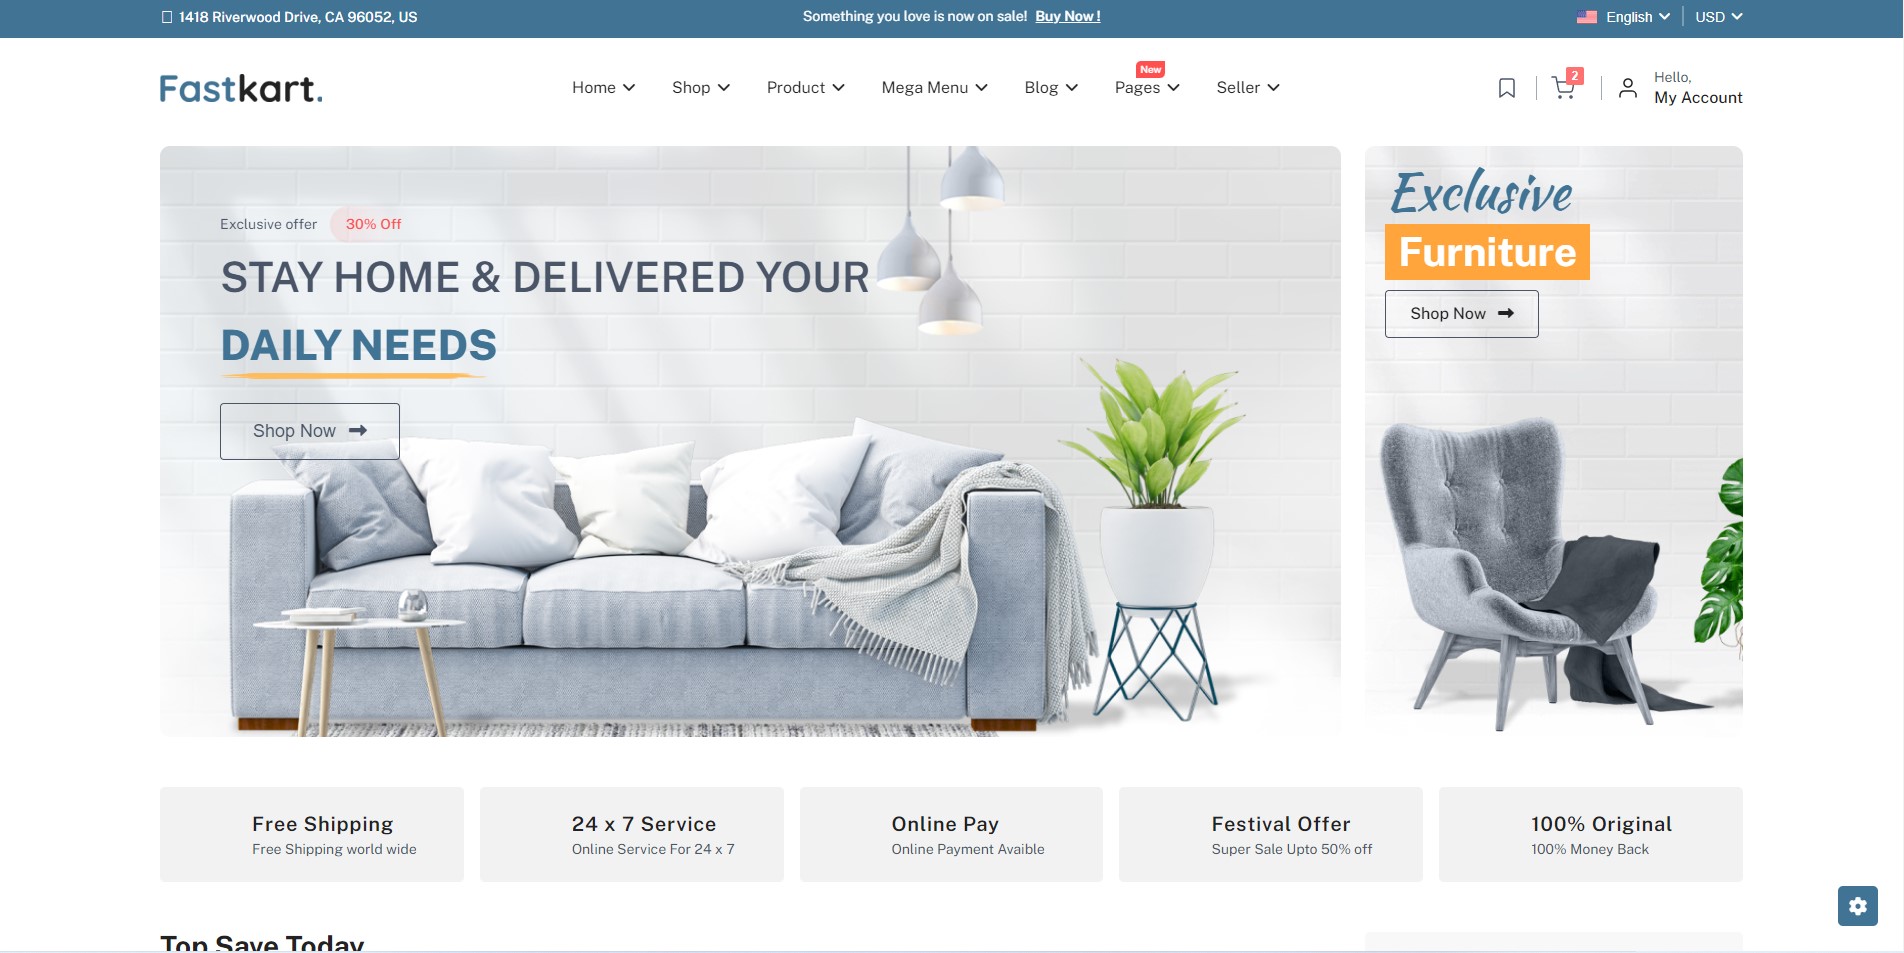 1418 Riverwood Drive, CA 96052, US
Something you love is now on sale! Buy Now !
English
USD
Fastkart.
Home
Shop
Product
Mega Menu
Blog
New
Pages
Seller
2
Hello,
My Account
Exclusive offer 30% Off
STAY HOME & DELIVERED YOUR
DAILY NEEDS
Shop Now
Exclusive
Furniture
Shop Now
Free Shipping
Free Shipping world wide
24 x 7 Service
Online Service For 24 x 7
Online Pay
Online Payment Avaible
Festival Offer
Super Sale Upto 50% off
100% Original
100% Money Back
Top Save Today